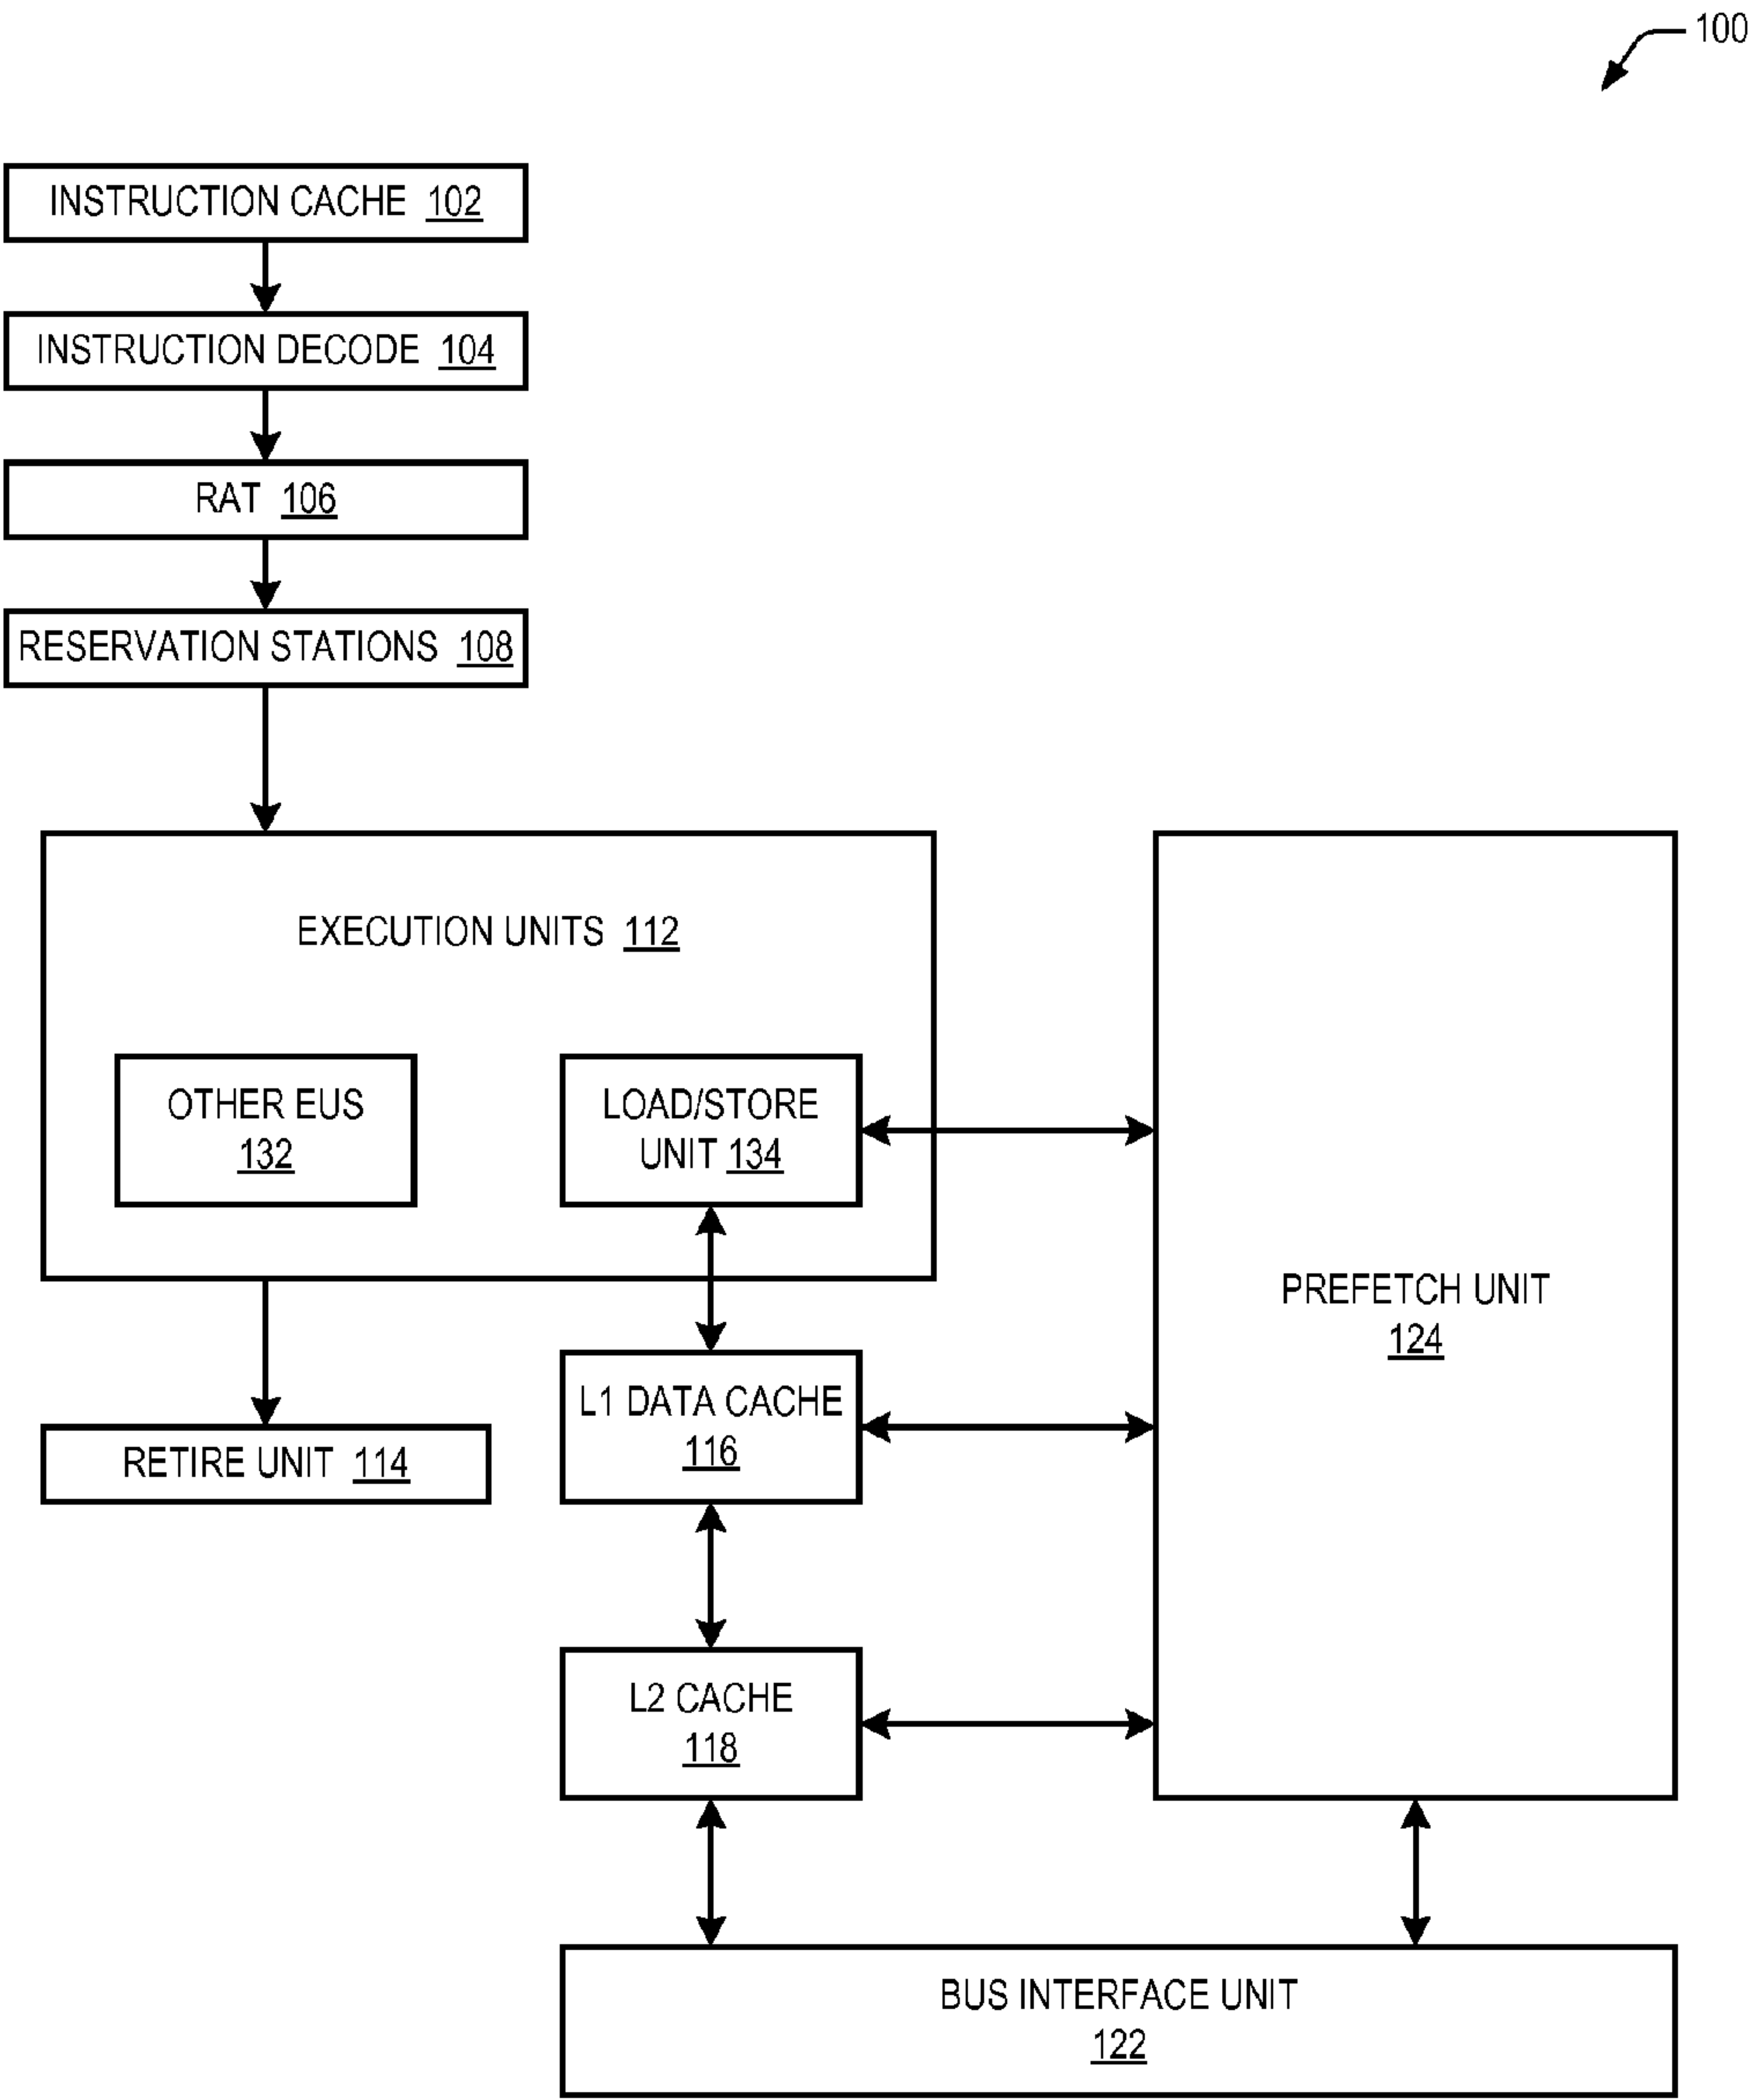 100
INSTRUCTION CACHE 102
INSTRUCTION DECODE 104
RAT 106
RESERVATION STATIONS 108
EXECUTION UNITS 112
OTHER EUS
132
LOAD/STORE
UNIT 134
PREFETCH UNIT
124
L1 DATA CACHE
116
RETIRE UNIT 114
L2 CACHE
118
BUS INTERFACE UNIT
122